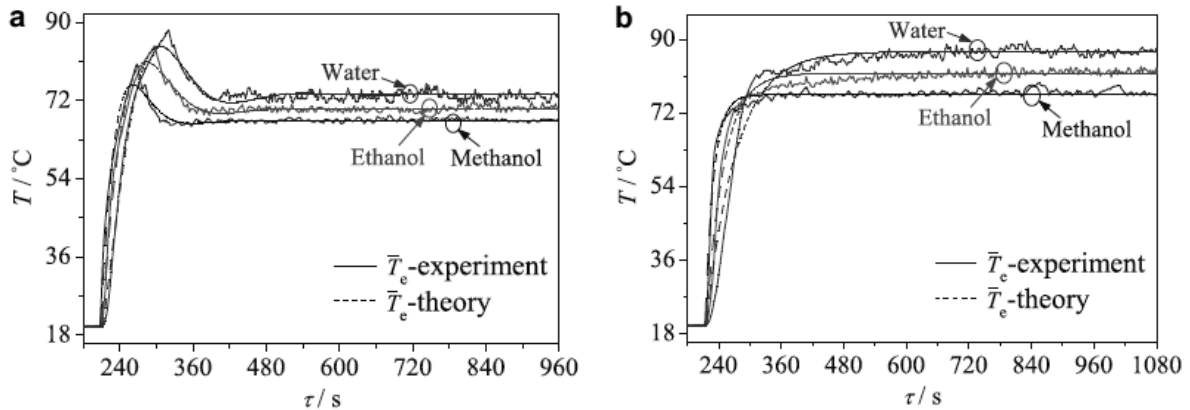 a
90
72
54
36
18
T / °C
Water
Ethanol
Methanol
T̅e-experiment
T̅e-theory
240 360 480 600 720 840 960
τ / s
b
90
72
54
36
18
T / °C
Water
Ethanol
Methanol
T̅e-experiment
T̅e-theory
240 360 480 600 720 840 960 1080
τ / s